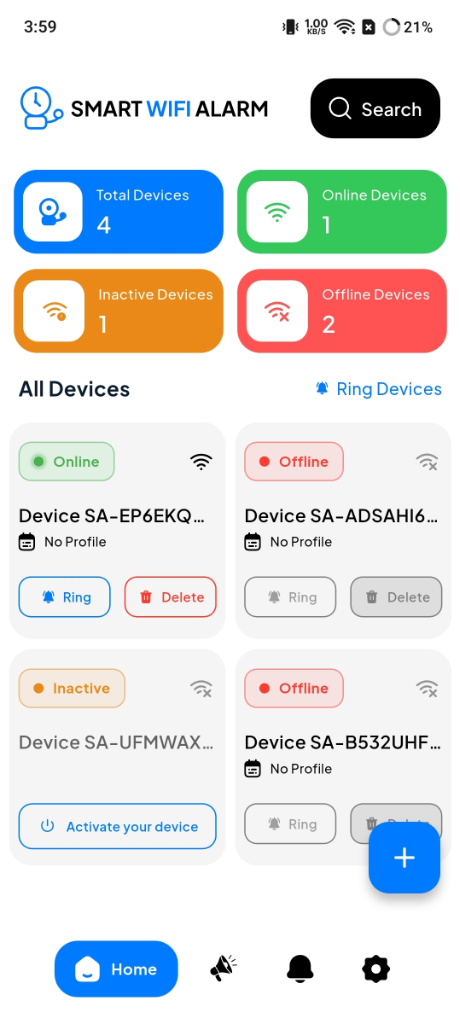 3:59
1.00 KB/S
21%
SMART WIFI ALARM
Search
Total Devices
4
Online Devices
1
Inactive Devices
1
Offline Devices
2
All Devices
Ring Devices
Online
Device SA-EP6EKQ...
No Profile
Ring
Delete
Offline
Device SA-ADSAHI6...
No Profile
Ring
Delete
Inactive
Device SA-UFMWAX...
Activate your device
Offline
Device SA-B532UHF...
No Profile
Ring
Delete
+
Home